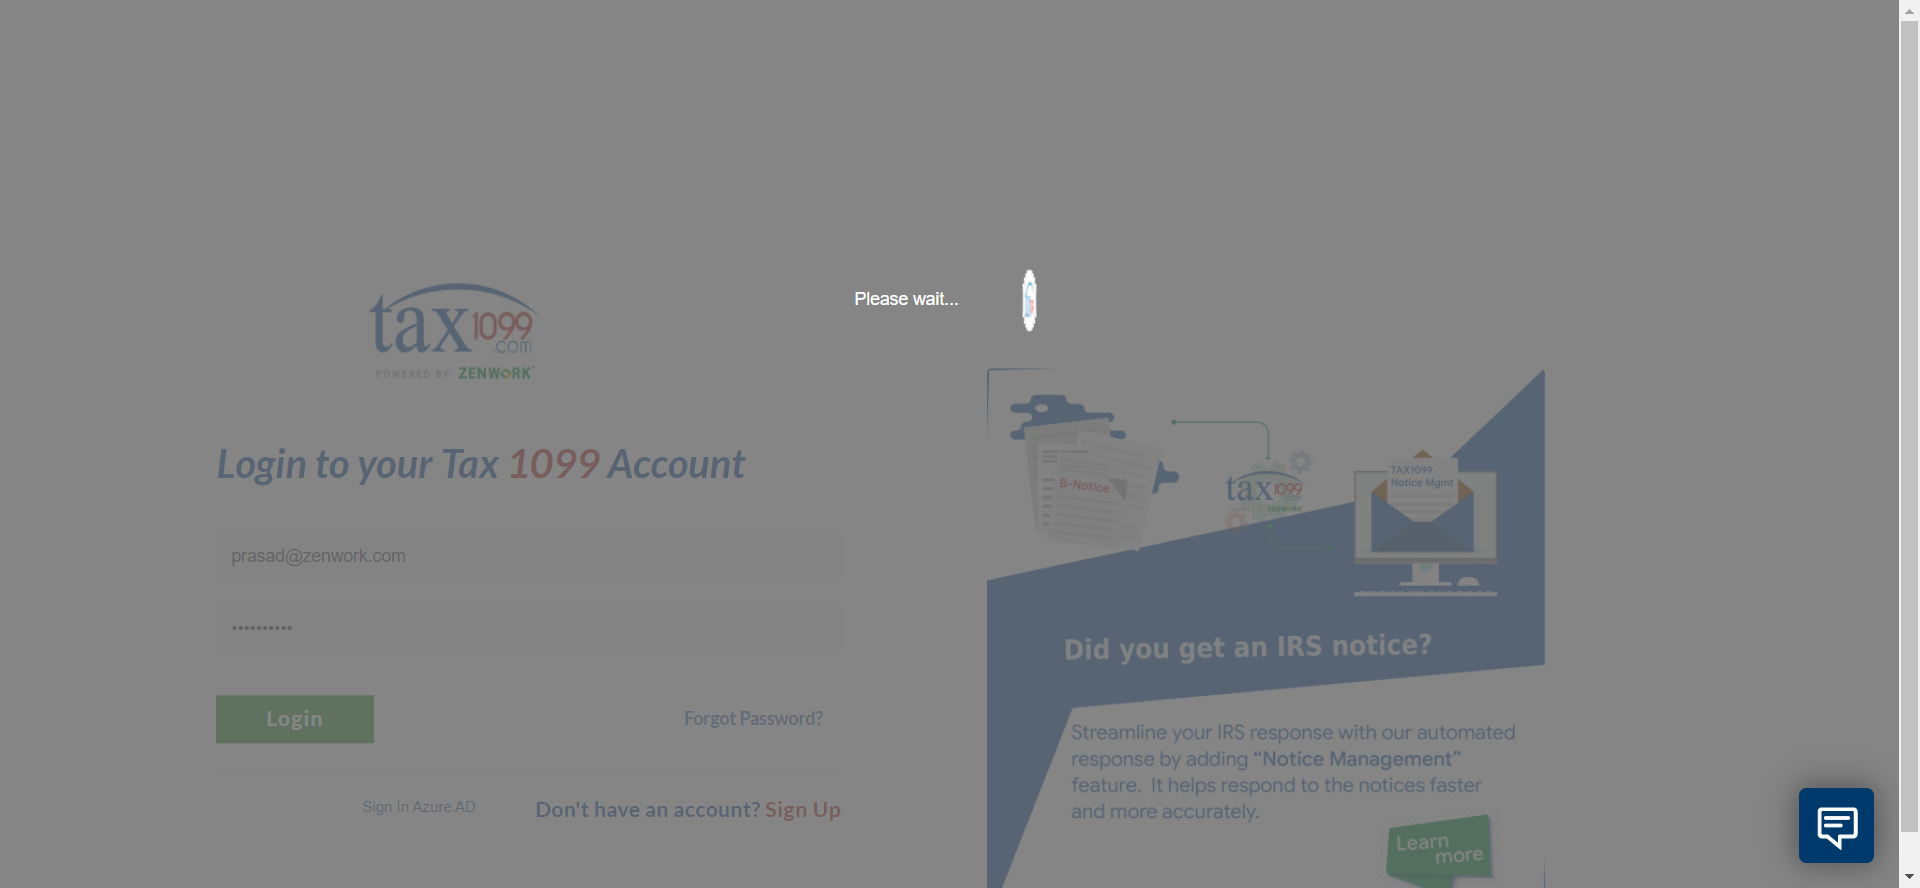 Please wait...
tax1099
.com
POWERED BY ZENWORK
Login to your Tax 1099 Account
prasad@zenwork.com
••••••••••
Login
Forgot Password?
Sign In Azure AD
Don't have an account? Sign Up
B-Notice
tax1099
TAX1099
Notice Mgmt
Did you get an IRS notice?
Streamline your IRS response with our automated
response by adding “Notice Management”
feature. It helps respond to the notices faster
and more accurately.
Learn
more